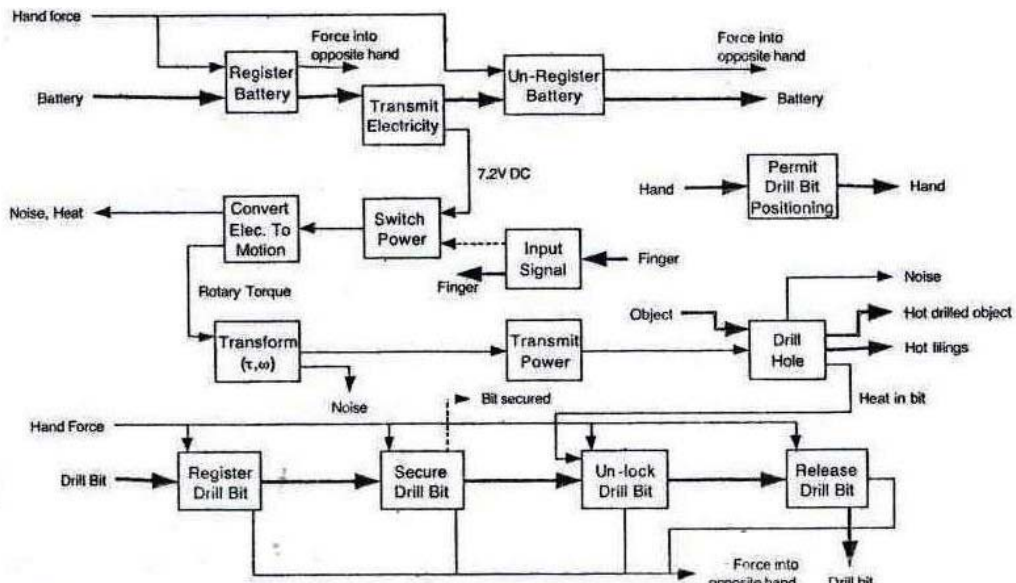 Hand force
Force into
opposite hand
Force into
opposite hand
Register
Battery
Un-Register
Battery
Battery
Transmit
Electricity
Battery
7.2V DC
Permit
Drill Bit
Positioning
Hand
Hand
Noise, Heat
Convert
Elec. To
Motion
Switch
Power
Input
Signal
Finger
Finger
Noise
Rotary Torque
Object
Hot drilled object
Transform
(τ,ω)
Transmit
Power
Drill
Hole
Hot filings
Noise
Bit secured
Heat in bit
Hand Force
Drill Bit
Register
Drill Bit
Secure
Drill Bit
Un-lock
Drill Bit
Release
Drill Bit
Force into
opposite hand
Drill bit